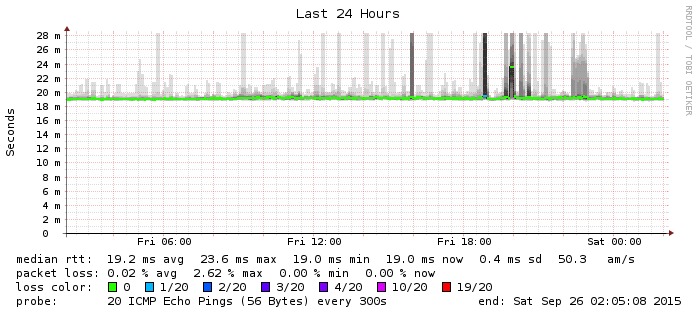 Last 24 Hours
RRDTOOL / TOBI OETIKER
Seconds
28 m
26 m
24 m
22 m
20 m
18 m
16 m
14 m
12 m
10 m
8 m
6 m
4 m
2 m
0
Fri 06:00 Fri 12:00 Fri 18:00 Sat 00:00
median rtt: 19.2 ms avg 23.6 ms max 19.0 ms min 19.0 ms now 0.4 ms sd 50.3 am/s
packet loss: 0.02 % avg 2.62 % max 0.00 % min 0.00 % now
loss color: 0 1/20 2/20 3/20 4/20 10/20 19/20
probe: 20 ICMP Echo Pings (56 Bytes) every 300s end: Sat Sep 26 02:05:08 2015